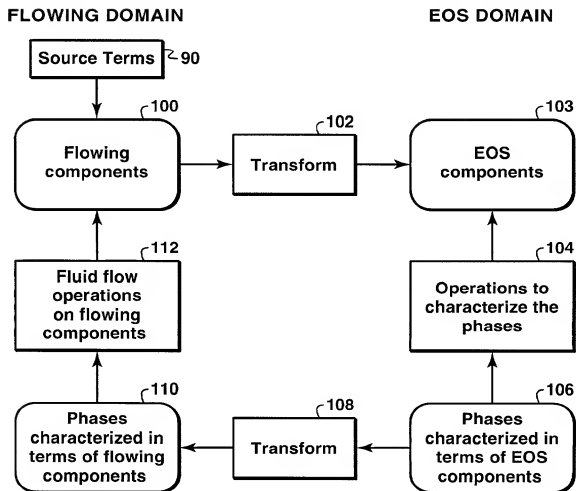 FLOWING DOMAIN
EOS DOMAIN
Source Terms
90
100
Flowing
components
102
Transform
103
EOS
components
112
Fluid flow
operations
on flowing
components
104
Operations to
characterize the
phases
110
Phases
characterized in
terms of flowing
components
108
Transform
106
Phases
characterized in
terms of EOS
components